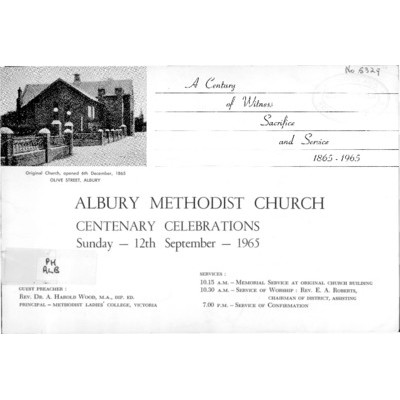 No 6329
A Century
of Witness
Sacrifice
and Service
1865-1965
Original Church, opened 6th December, 1865
OLIVE STREET, ALBURY
ALBURY METHODIST CHURCH
CENTENARY CELEBRATIONS
Sunday — 12th September — 1965
PH
ALB
GUEST PREACHER :
REV. DR. A. HAROLD WOOD, M.A., DIP. ED.
PRINCIPAL — METHODIST LADIES' COLLEGE, VICTORIA
SERVICES :
10.15 A.M. — MEMORIAL SERVICE AT ORIGINAL CHURCH BUILDING
10.30 A.M. — SERVICE OF WORSHIP : REV. E. A. ROBERTS,
CHAIRMAN OF DISTRICT, ASSISTING
7.00 P.M. — SERVICE OF CONFIRMATION